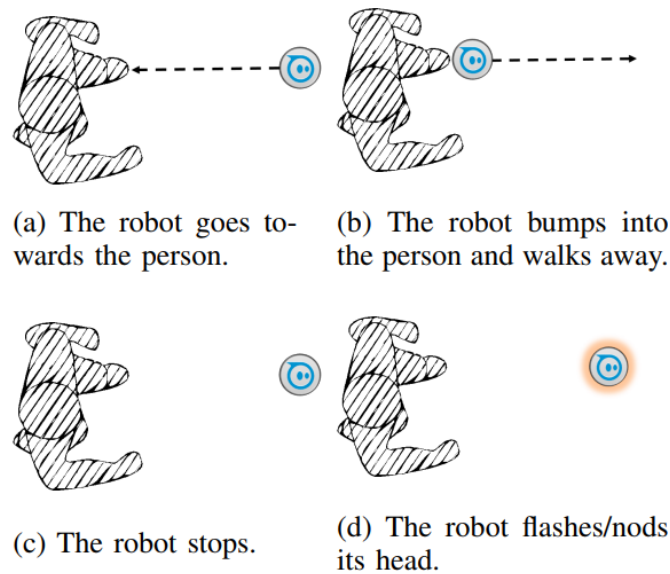 (a) The robot goes to-
wards the person.
(b) The robot bumps into
the person and walks away.
(c) The robot stops.
(d) The robot flashes/nods
its head.